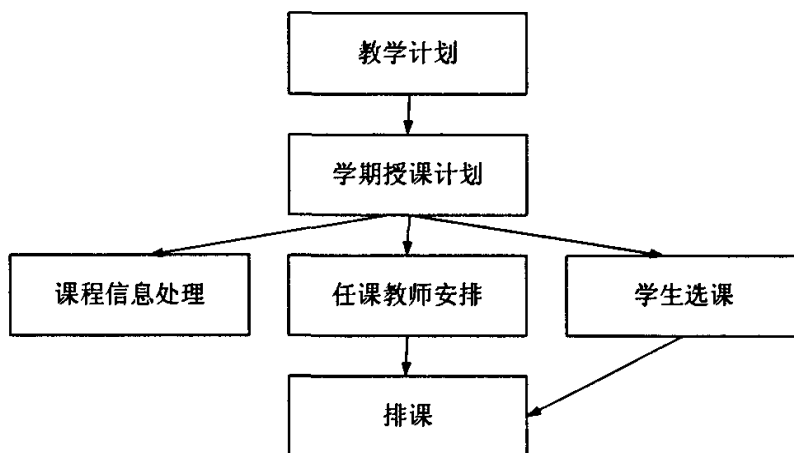 教学计划
学期授课计划
课程信息处理
任课教师安排
学生选课
排课